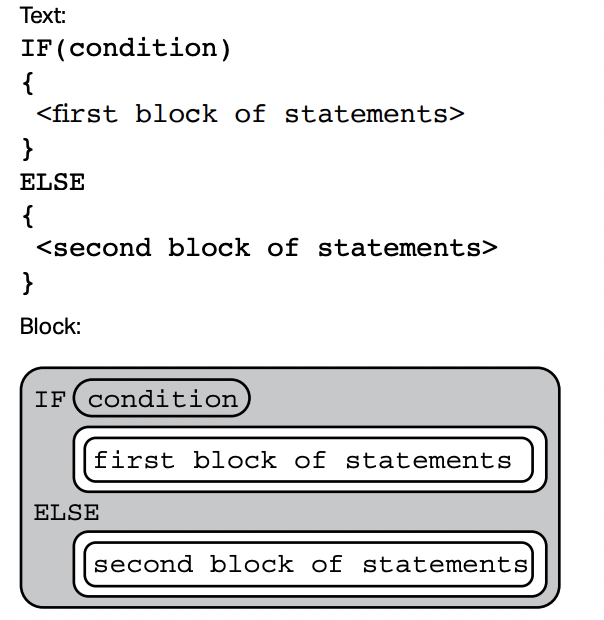 Text:
IF(condition)
{
<first block of statements>
}
ELSE
{
<second block of statements>
}
Block:
IF condition
first block of statements
ELSE
second block of statements